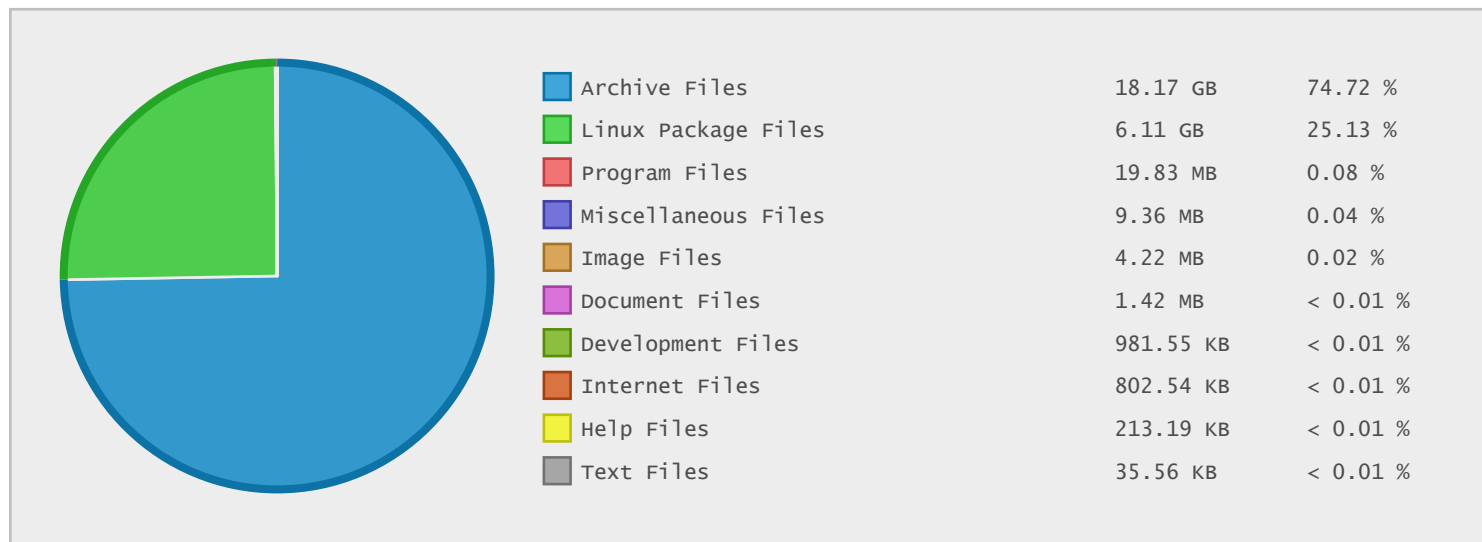 Archive Files 18.17 GB 74.72 %
Linux Package Files 6.11 GB 25.13 %
Program Files 19.83 MB 0.08 %
Miscellaneous Files 9.36 MB 0.04 %
Image Files 4.22 MB 0.02 %
Document Files 1.42 MB < 0.01 %
Development Files 981.55 KB < 0.01 %
Internet Files 802.54 KB < 0.01 %
Help Files 213.19 KB < 0.01 %
Text Files 35.56 KB < 0.01 %